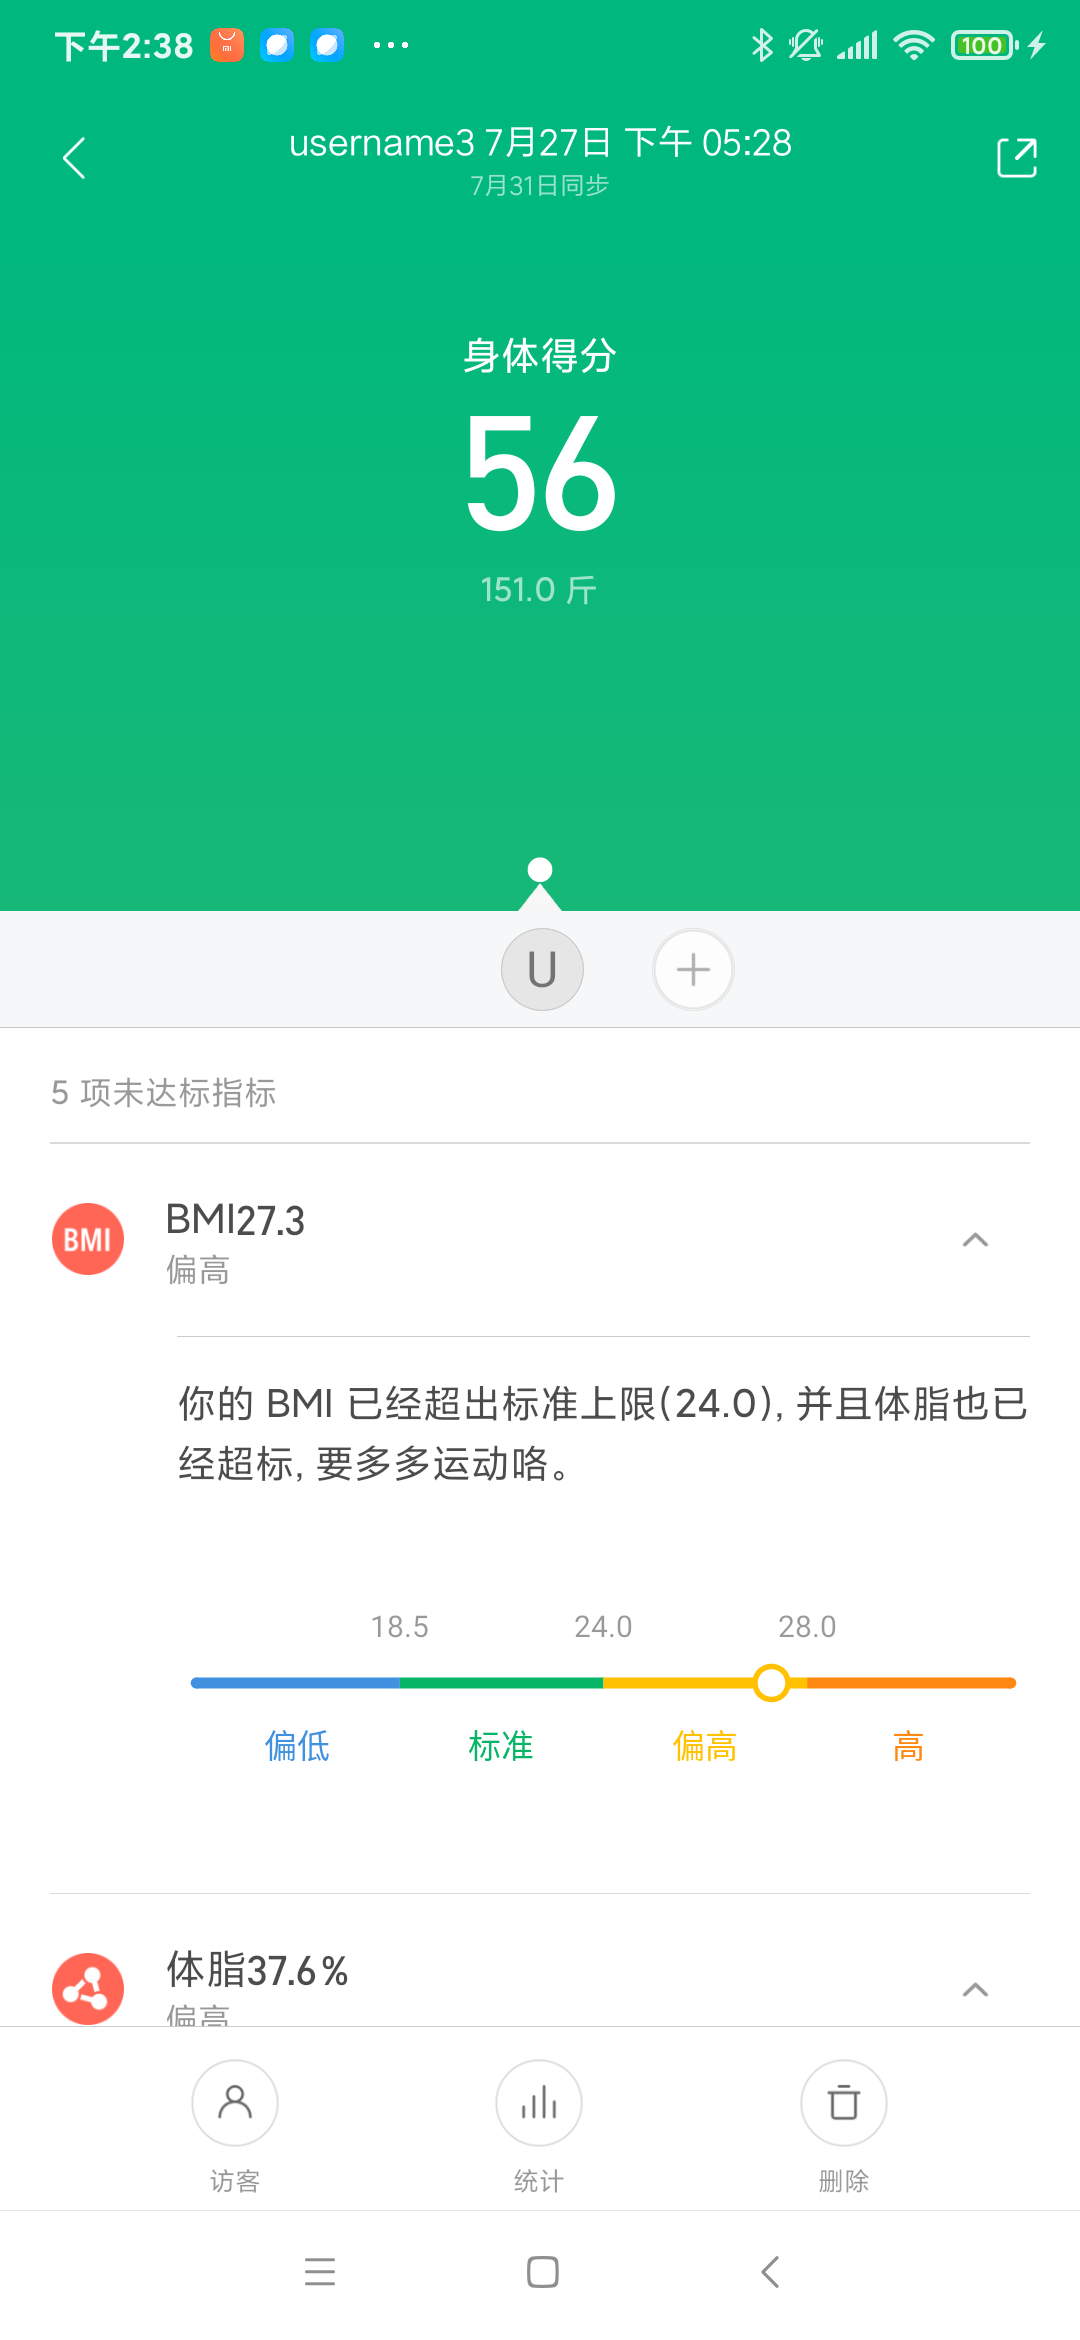 下午2:38
100
username3 7月27日 下午 05:28
7月31日同步
身体得分
56
151.0 斤
U
5 项未达标指标
BMI
BMI27.3
偏高
你的 BMI 已经超出标准上限(24.0), 并且体脂也已
经超标, 要多多运动咯。
18.5 24.0 28.0
偏低 标准 偏高 高
体脂37.6%
偏高
访客 统计 删除